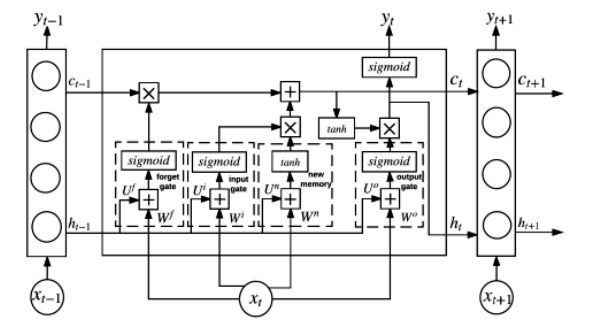 y_{t-1} y_t y_{t+1}
sigmoid
c_{t-1} × + c_t c_{t+1}
× tanh ×
sigmoid sigmoid tanh sigmoid
forget gate
input gate
new memory
output gate
U^f + U^i + U^n + U^o +
W^f W^i W^n W^o
h_{t-1} h_t h_{t+1}
x_{t-1} x_t x_{t+1}